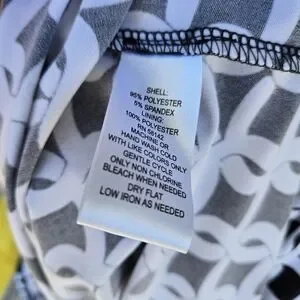 SHELL:
95% POLYESTER
5% SPANDEX
LINING:
100% POLYESTER
RN 58142
MACHINE OR
HAND WASH COLD
WITH LIKE COLORS ONLY
GENTLE CYCLE
ONLY NON CHLORINE
BLEACH WHEN NEEDED
DRY FLAT
LOW IRON AS NEEDED